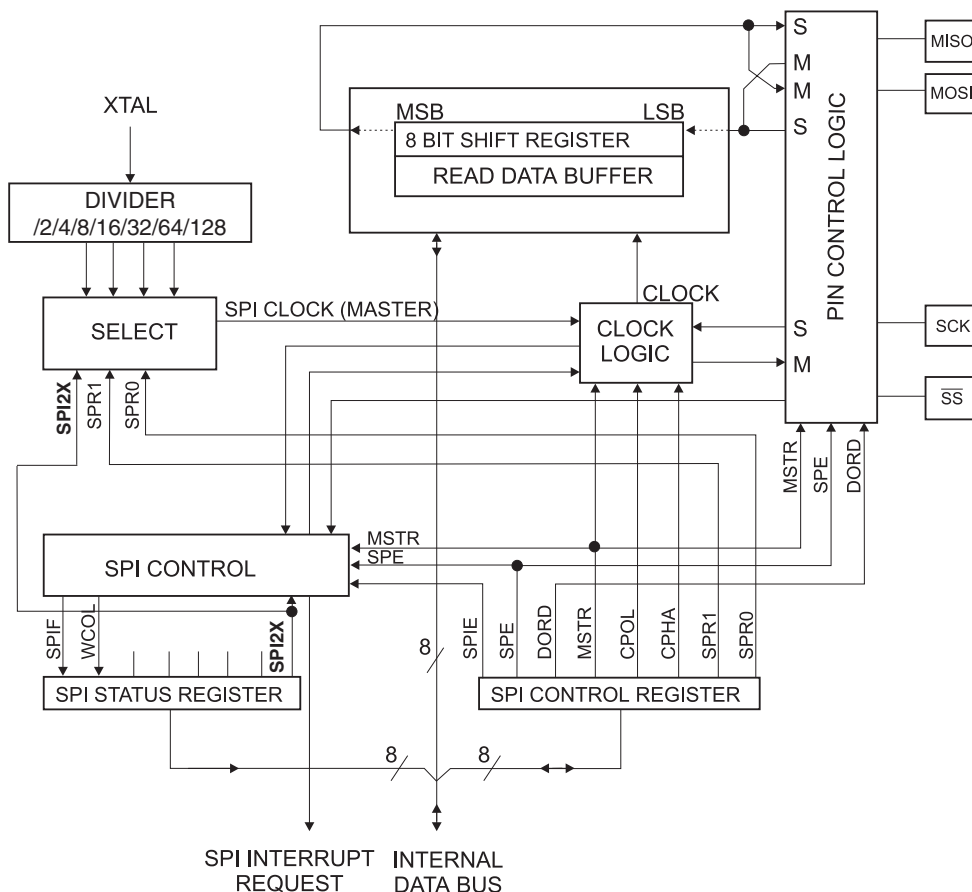 S
MISO
M
MOSI
M
S
XTAL
MSB
LSB
8 BIT SHIFT REGISTER
READ DATA BUFFER
DIVIDER
/2/4/8/16/32/64/128
PIN CONTROL LOGIC
SPI CLOCK (MASTER)
CLOCK
SELECT
CLOCK
LOGIC
S
SCK
M
SS
SPI2X
SPR1
SPR0
MSTR
SPE
DORD
MSTR
SPE
SPI CONTROL
SPIF
WCOL
SPI2X
8
SPIE
SPE
DORD
MSTR
CPOL
CPHA
SPR1
SPR0
SPI STATUS REGISTER
SPI CONTROL REGISTER
8
8
SPI INTERRUPT
REQUEST
INTERNAL
DATA BUS